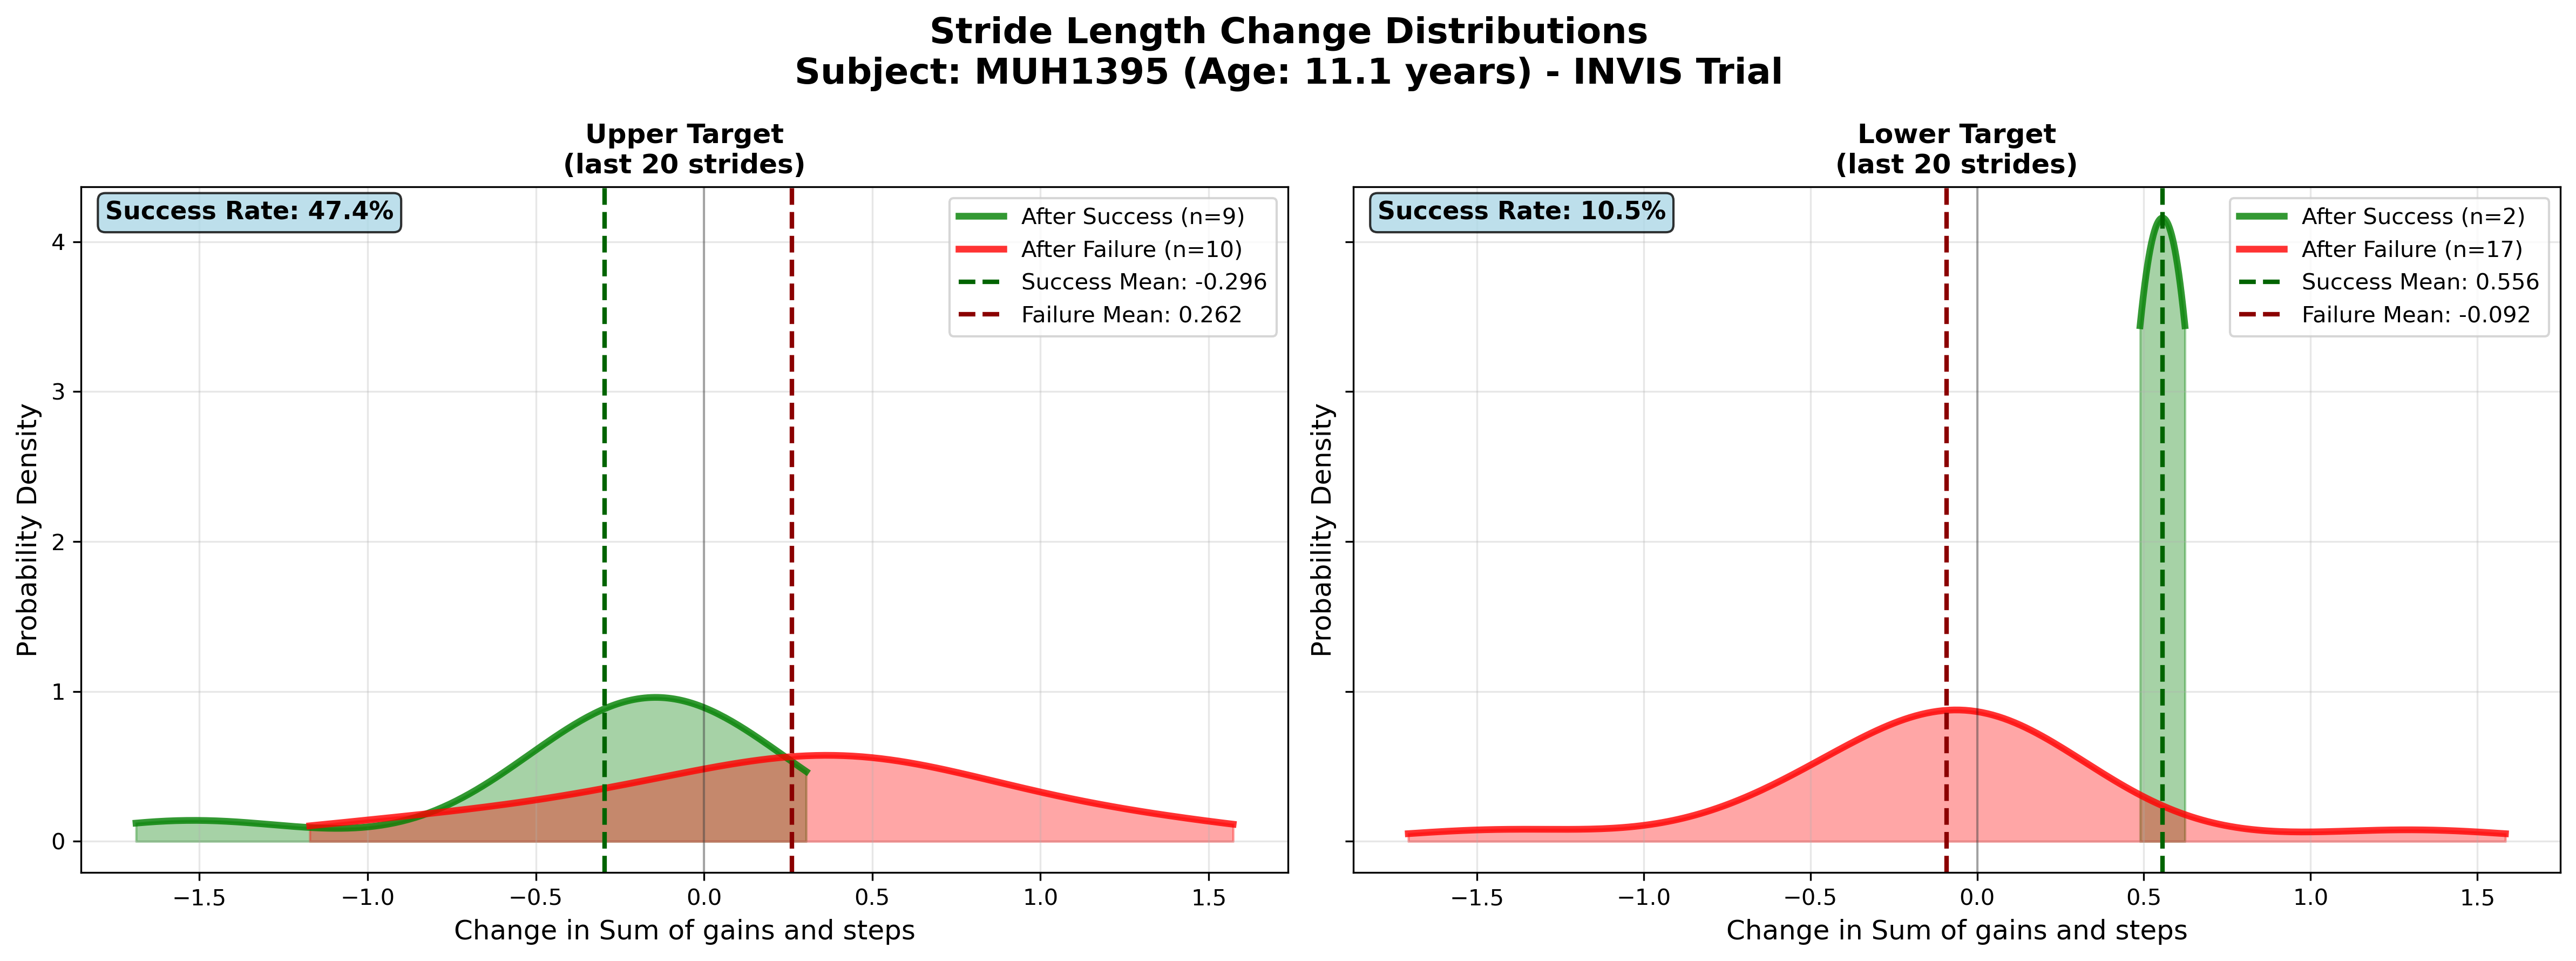 Stride Length Change Distributions
Subject: MUH1395 (Age: 11.1 years) - INVIS Trial
Upper Target
(last 20 strides)
Success Rate: 47.4%
After Success (n=9)
After Failure (n=10)
Success Mean: -0.296
Failure Mean: 0.262
Probability Density
4
3
2
1
0
−1.5
−1.0
−0.5
0.0
0.5
1.0
1.5
Change in Sum of gains and steps
Lower Target
(last 20 strides)
Success Rate: 10.5%
After Success (n=2)
After Failure (n=17)
Success Mean: 0.556
Failure Mean: -0.092
Probability Density
−1.5
−1.0
−0.5
0.0
0.5
1.0
1.5
Change in Sum of gains and steps